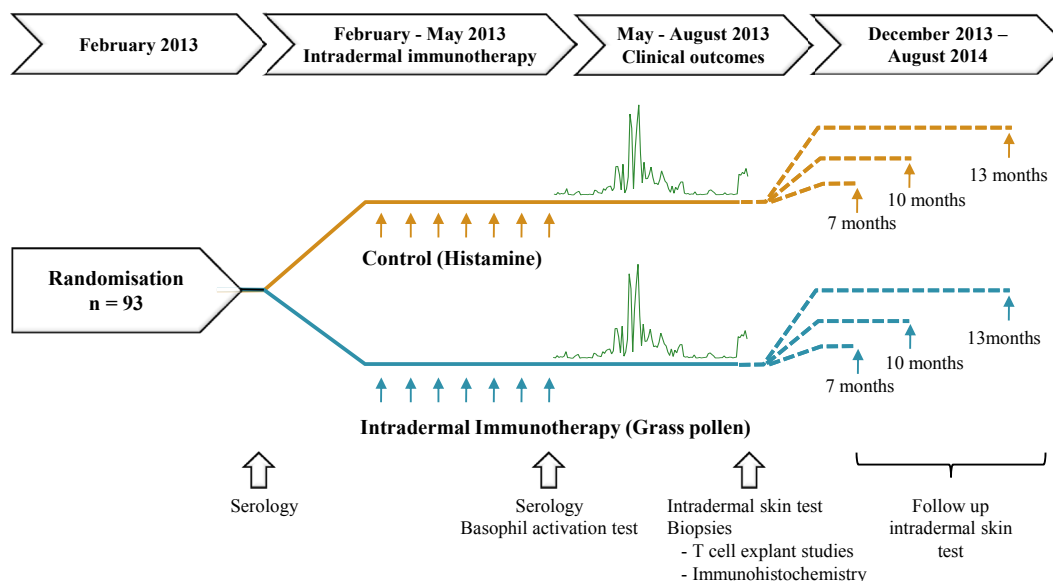 February 2013
February - May 2013
Intradermal immunotherapy
May - August 2013
Clinical outcomes
December 2013 –
August 2014
13 months
10 months
7 months
Control (Histamine)
Randomisation
n = 93
13months
10 months
7 months
Intradermal Immunotherapy (Grass pollen)
Serology
Serology
Basophil activation test
Intradermal skin test
Biopsies
- T cell explant studies
- Immunohistochemistry
Follow up
intradermal skin
test